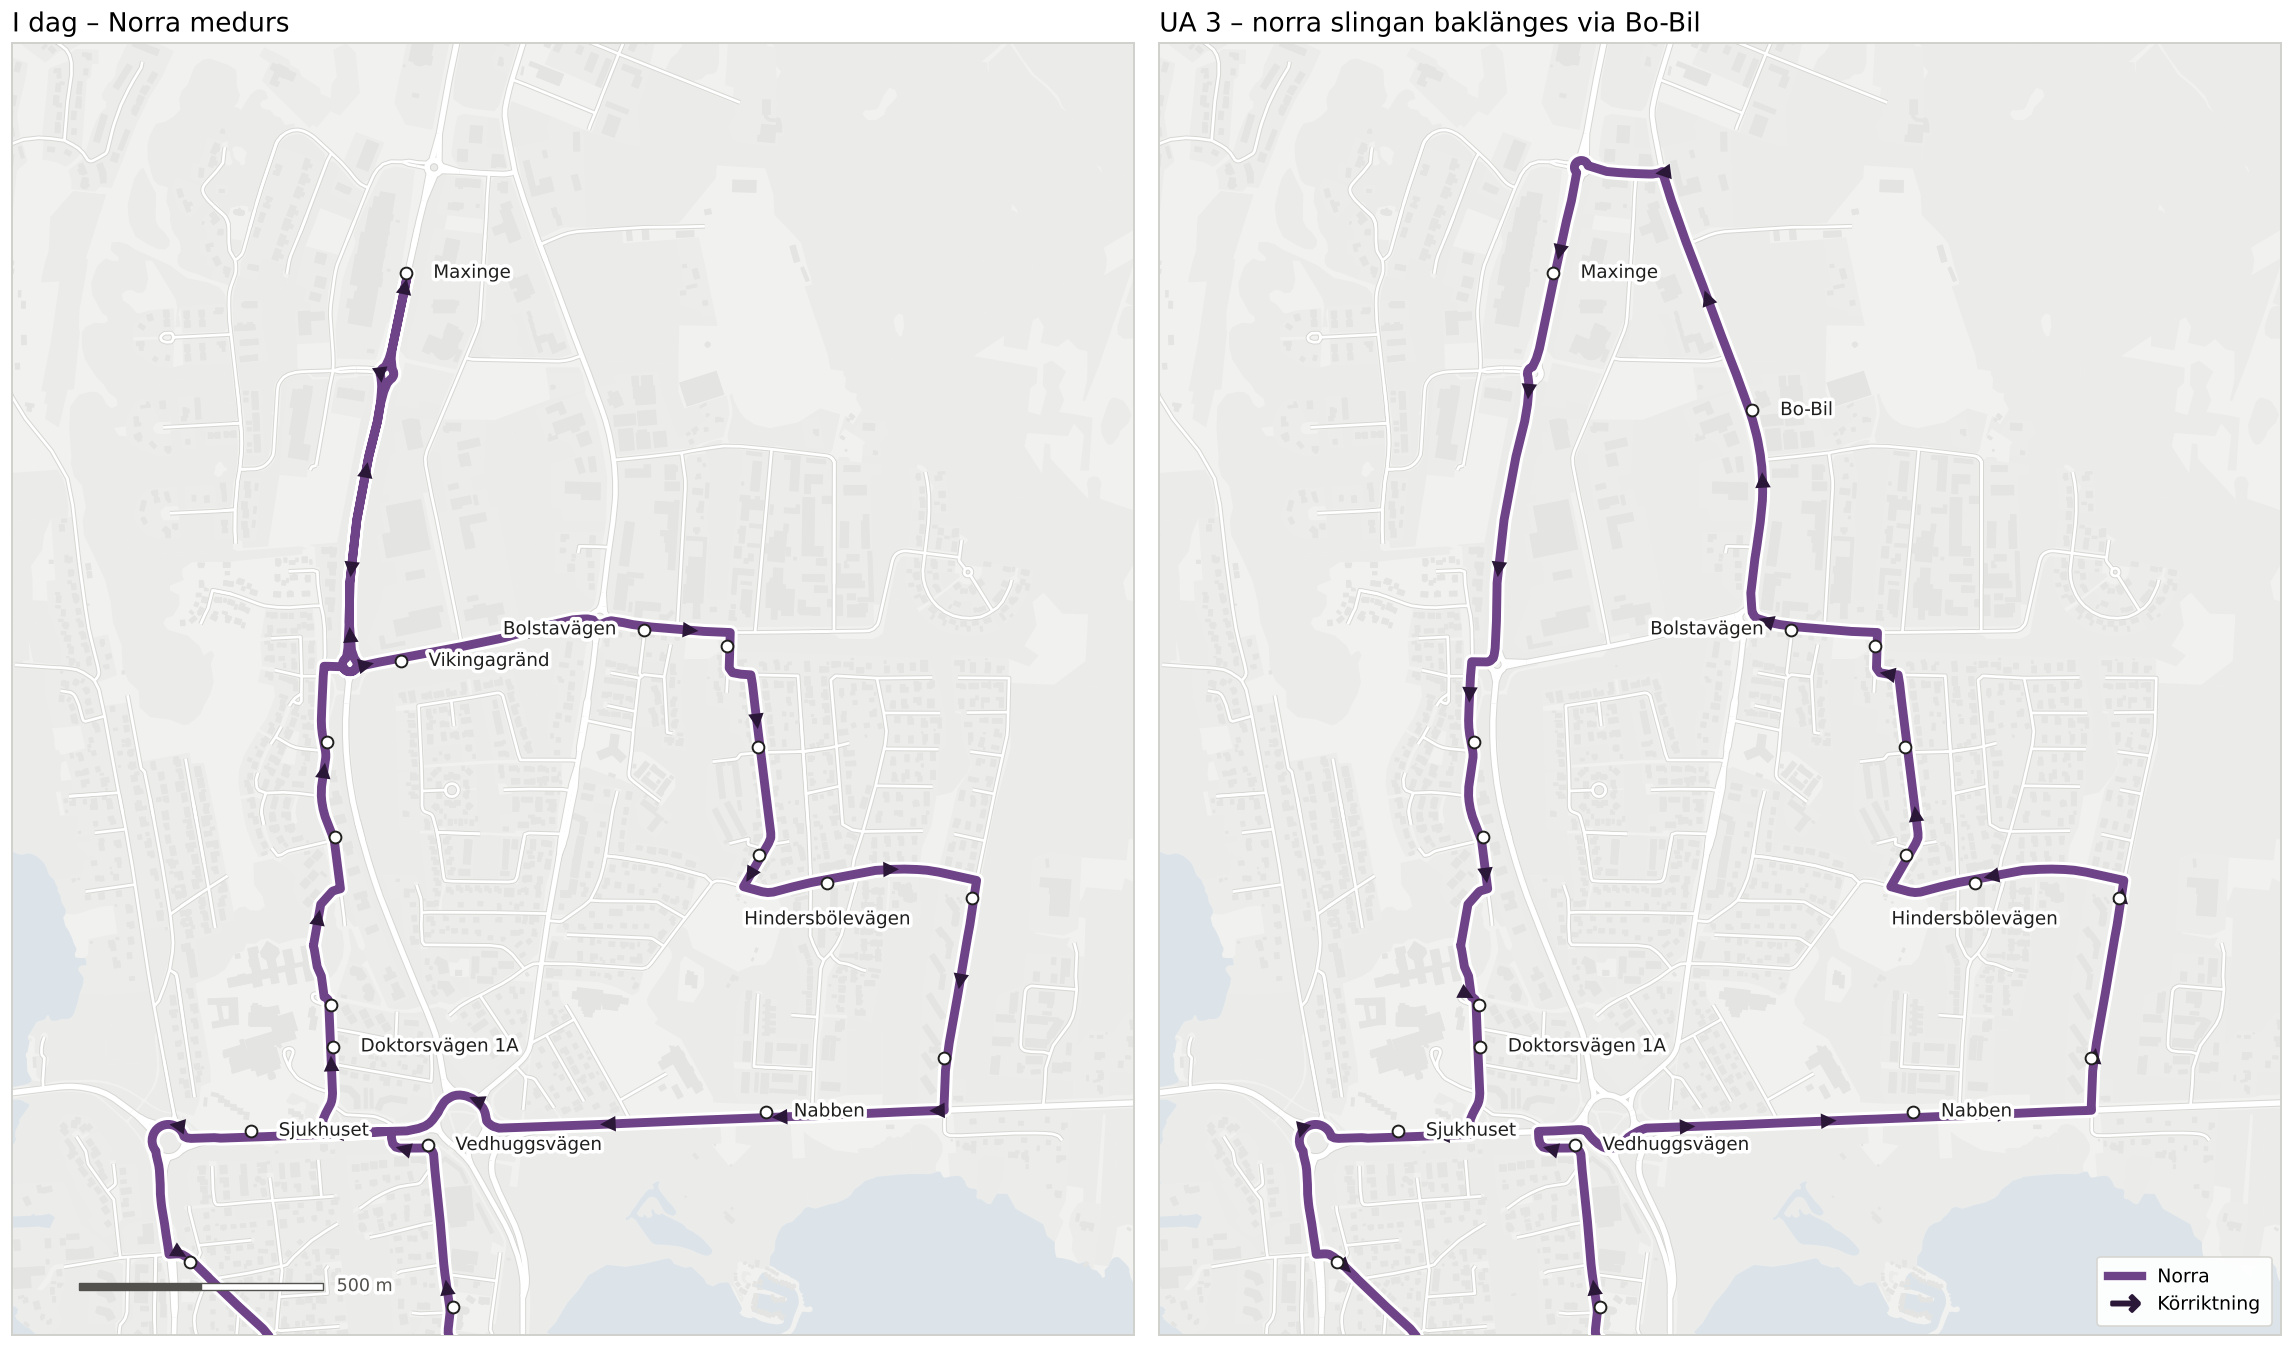 I dag – Norra medurs
Maxinge
Bolstavägen
Vikingagränd
Hindersbölevägen
Doktorsvägen 1A
Nabben
Sjukhuset
Vedhuggsvägen
500 m
UA 3 – norra slingan baklänges via Bo-Bil
Maxinge
Bo-Bil
Bolstavägen
Hindersbölevägen
Doktorsvägen 1A
Nabben
Sjukhuset
Vedhuggsvägen
Norra
Körriktning